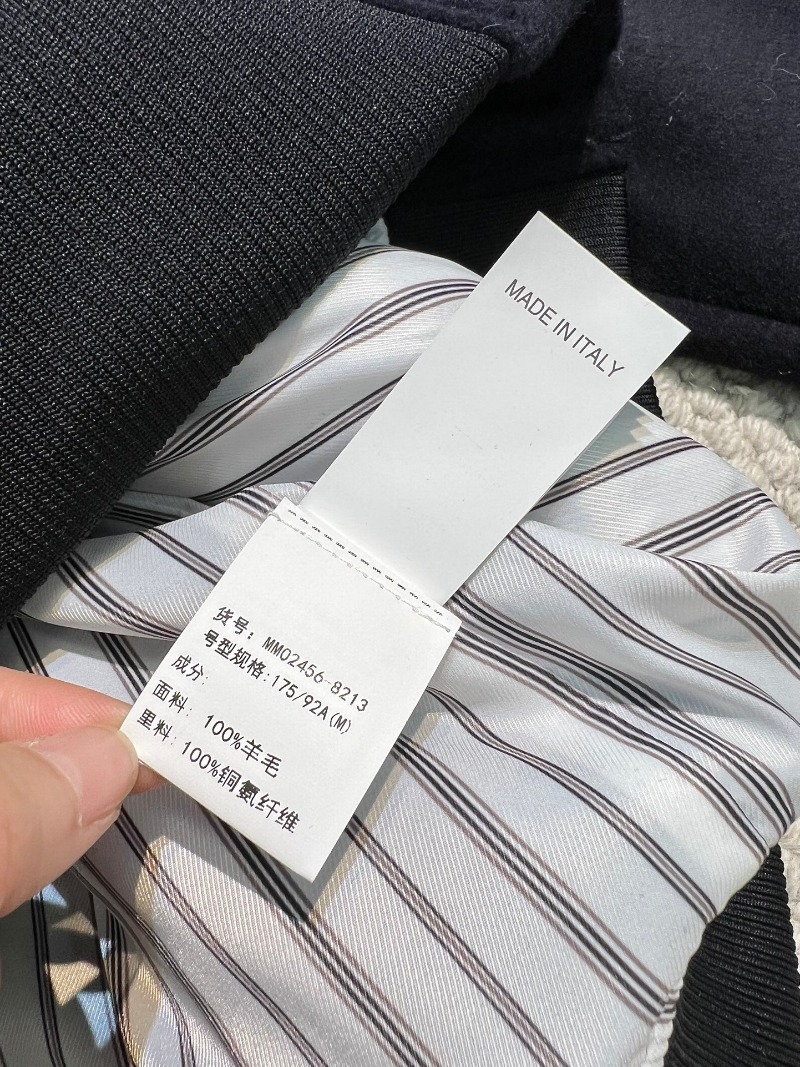 MADE IN ITALY
货号: MM02456-8213
号型规格:175/92A(M)
成分:
面料: 100%羊毛
里料: 100%铜氨纤维